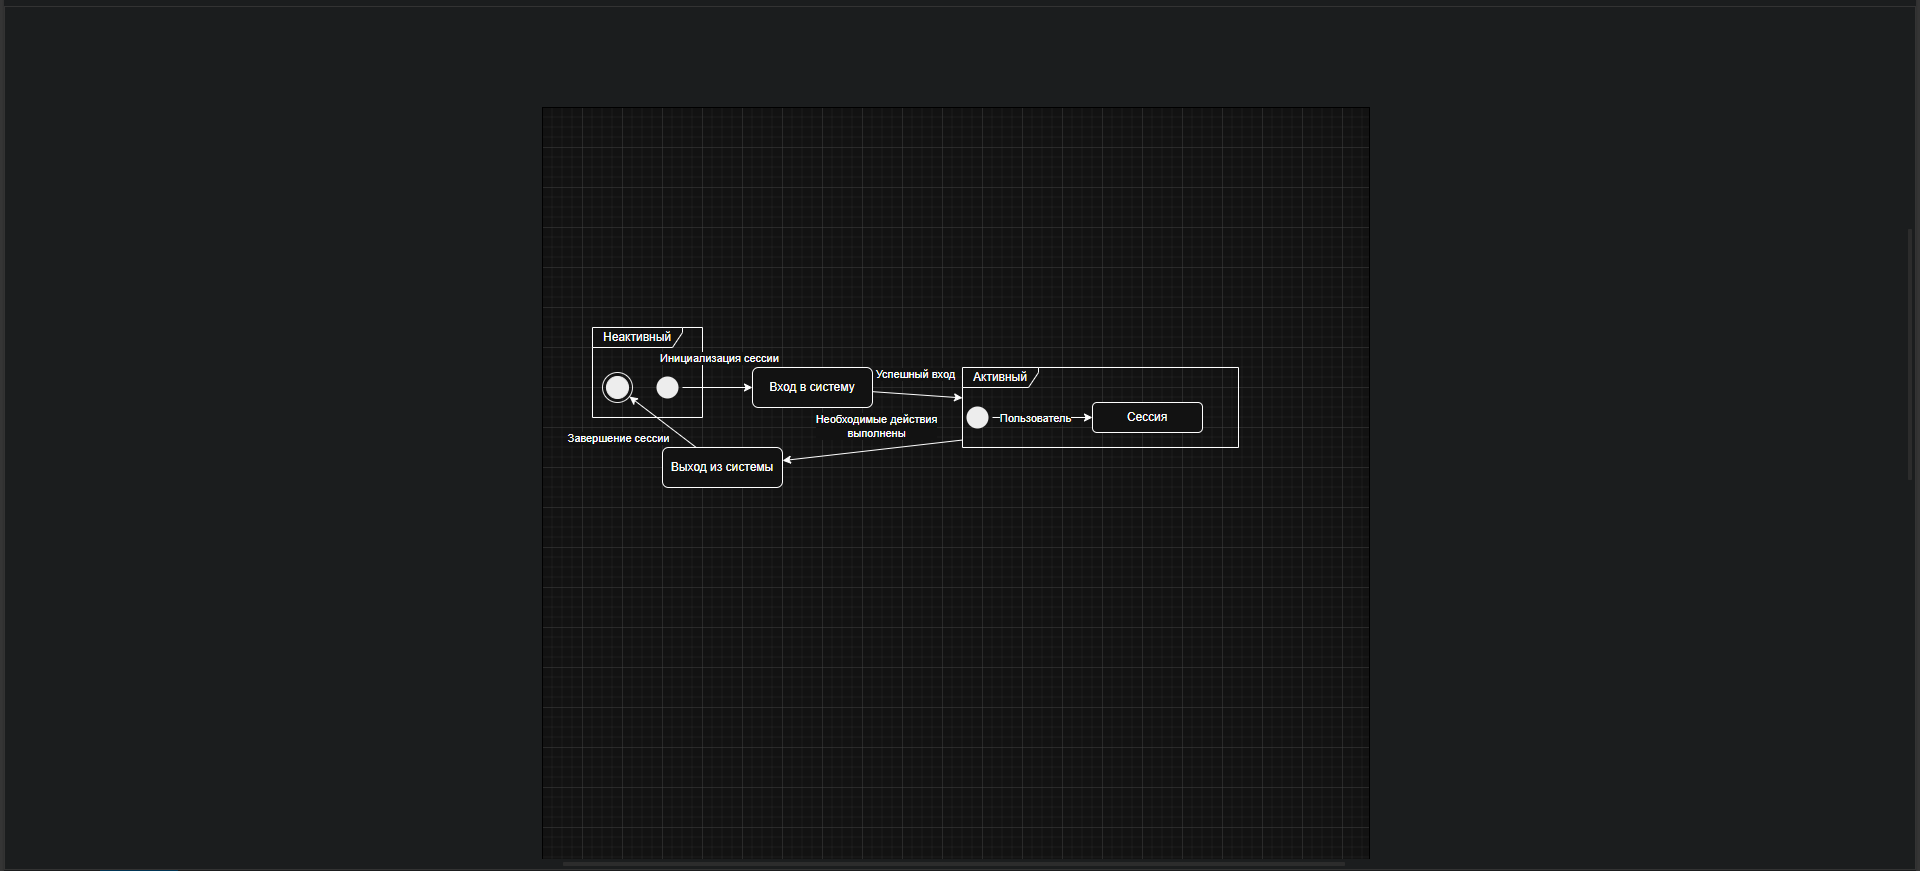 Неактивный
Инициализация сессии
Вход в систему
Успешный вход
Активный
Пользователь
Сессия
Необходимые действия
выполнены
Завершение сессии
Выход из системы